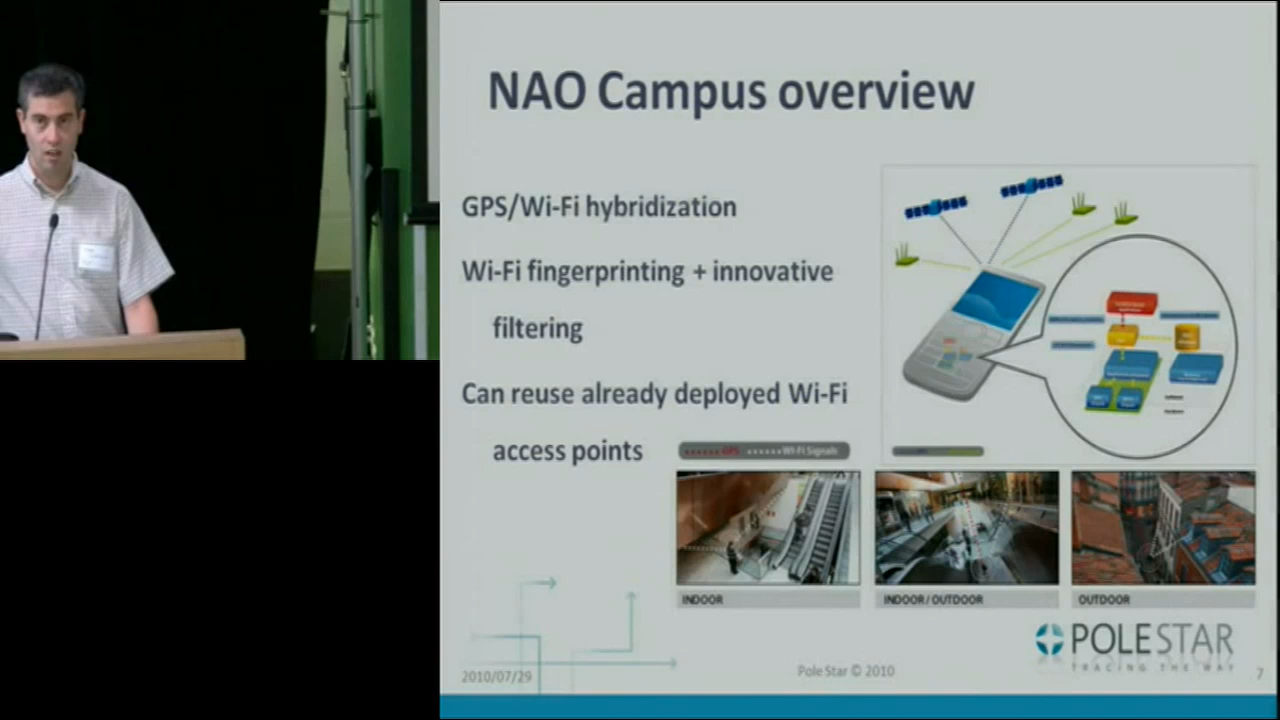 NAO Campus overview
GPS/Wi-Fi hybridization
Wi-Fi fingerprinting + innovative
filtering
Can reuse already deployed Wi-Fi
access points
GPS Wi-Fi Signals
INDOOR
INDOOR / OUTDOOR
OUTDOOR
POLE STAR
TRACING THE WAY
2010/07/29
Pole Star © 2010
7